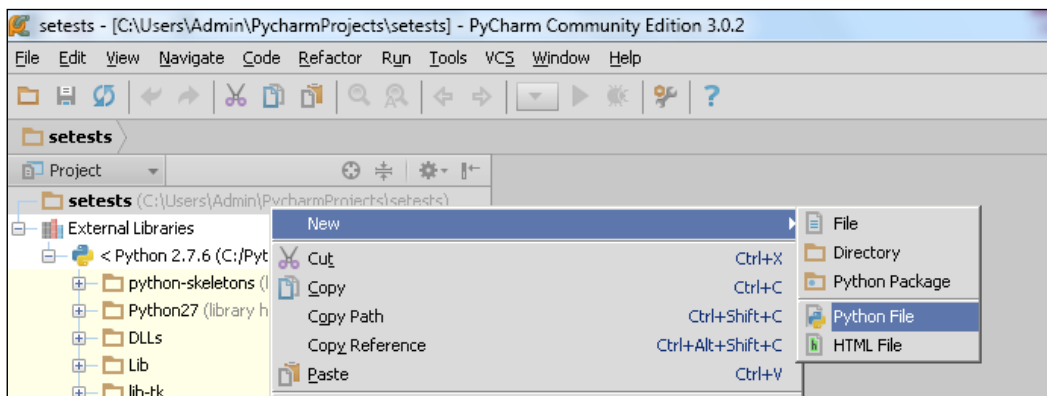 setests - [C:\Users\Admin\PycharmProjects\setests] - PyCharm Community Edition 3.0.2
File Edit View Navigate Code Refactor Run Tools VCS Window Help
setests
Project
setests (C:\Users\Admin\PycharmProjects\setests)
External Libraries
< Python 2.7.6 (C:/Pyt
python-skeletons (l
Python27 (library h
DLLs
Lib
lib-tk
New
Cut Ctrl+X
Copy Ctrl+C
Copy Path Ctrl+Shift+C
Copy Reference Ctrl+Alt+Shift+C
Paste Ctrl+V
File
Directory
Python Package
Python File
HTML File